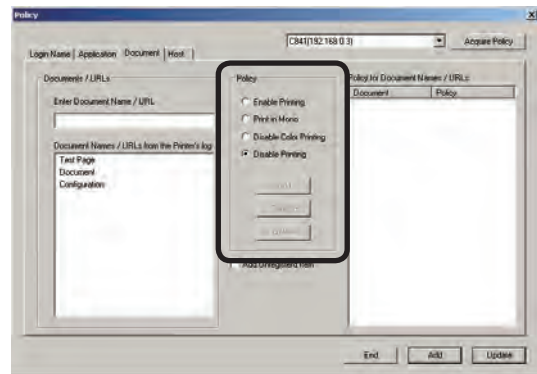 Policy
C841(192.168.0.3)
Acquire Policy
Login Name
Application
Document
Host
Documents / URLs
Enter Document Name / URL
Document Names / URLs from the Printer's log
Test Page
Document
Configuration
Policy
Enable Printing
Print in Mono
Disable Color Printing
Disable Printing
Policy for Document Names / URLs
Document
Policy
End
Add
Update